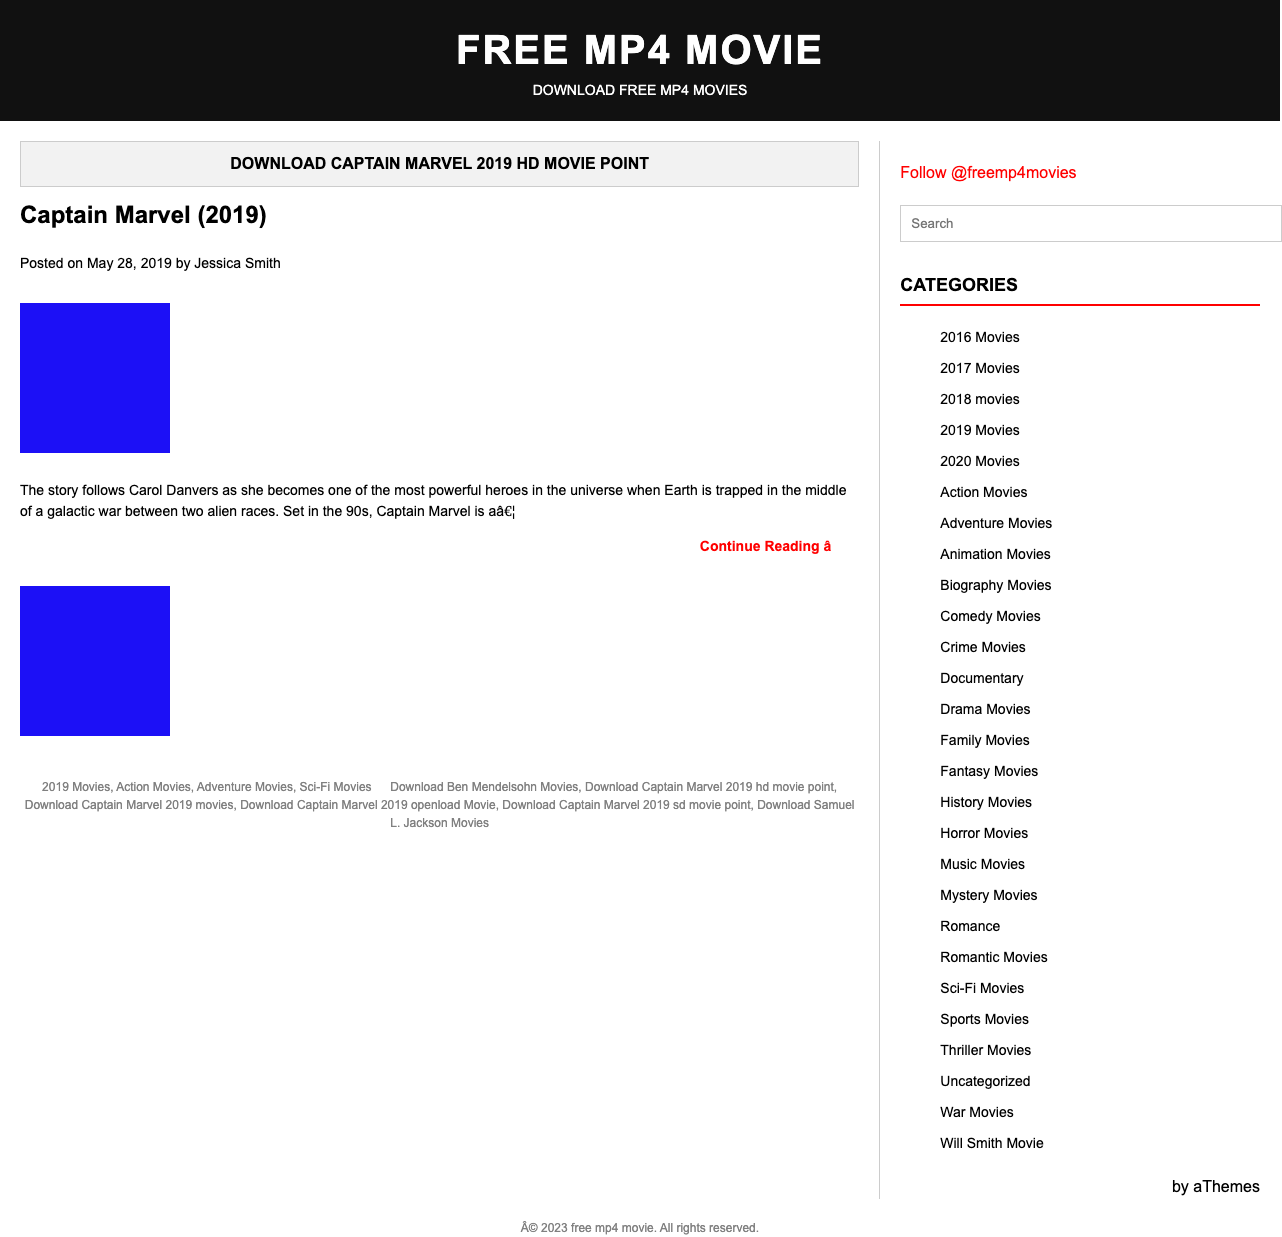 FREE MP4 MOVIE
DOWNLOAD FREE MP4 MOVIES
DOWNLOAD CAPTAIN MARVEL 2019 HD MOVIE POINT
Captain Marvel (2019)
Posted on May 28, 2019 by Jessica Smith
The story follows Carol Danvers as she becomes one of the most powerful heroes in the universe when Earth is trapped in the middle
of a galactic war between two alien races. Set in the 90s, Captain Marvel is aâ€¦
Continue Reading â
2019 Movies, Action Movies, Adventure Movies, Sci-Fi Movies Download Ben Mendelsohn Movies, Download Captain Marvel 2019 hd movie point,
Download Captain Marvel 2019 movies, Download Captain Marvel 2019 openload Movie, Download Captain Marvel 2019 sd movie point, Download Samuel
L. Jackson Movies
Follow @freemp4movies
Search
CATEGORIES
2016 Movies
2017 Movies
2018 movies
2019 Movies
2020 Movies
Action Movies
Adventure Movies
Animation Movies
Biography Movies
Comedy Movies
Crime Movies
Documentary
Drama Movies
Family Movies
Fantasy Movies
History Movies
Horror Movies
Music Movies
Mystery Movies
Romance
Romantic Movies
Sci-Fi Movies
Sports Movies
Thriller Movies
Uncategorized
War Movies
Will Smith Movie
by aThemes
Â© 2023 free mp4 movie. All rights reserved.